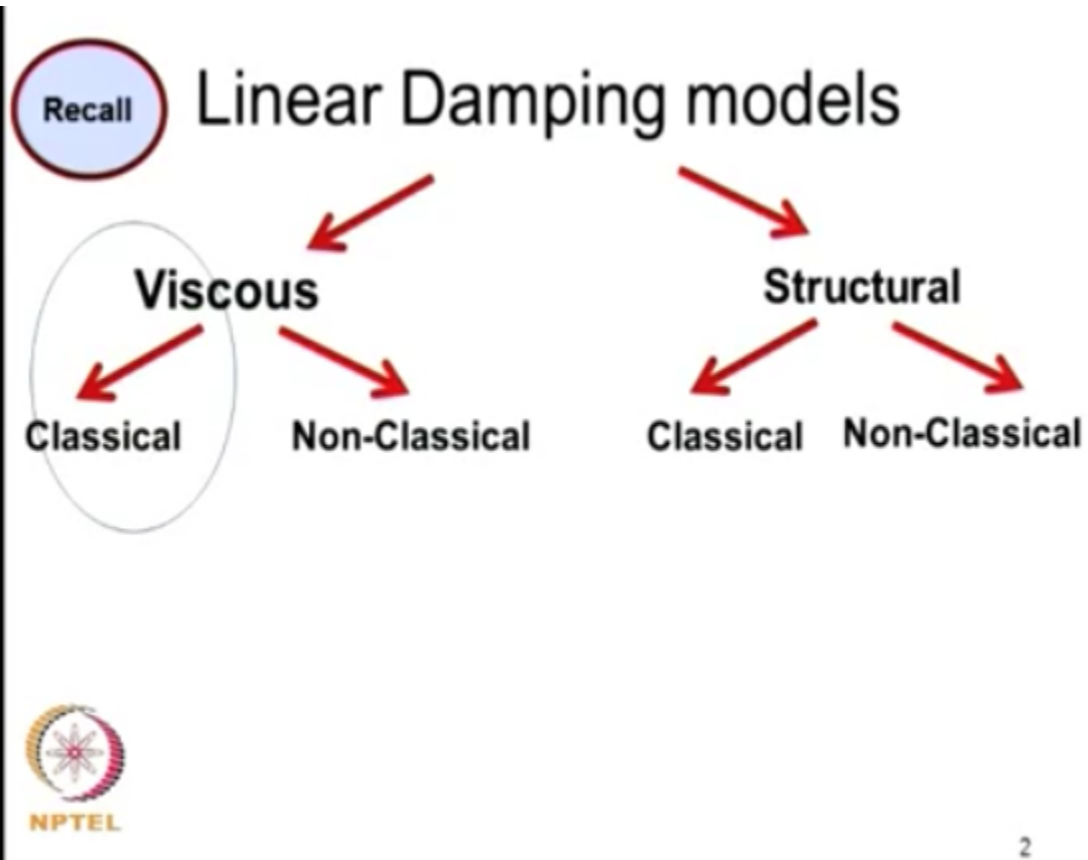 Recall
Linear Damping models
Viscous
Structural
Classical
Non-Classical
Classical
Non-Classical
NPTEL
2